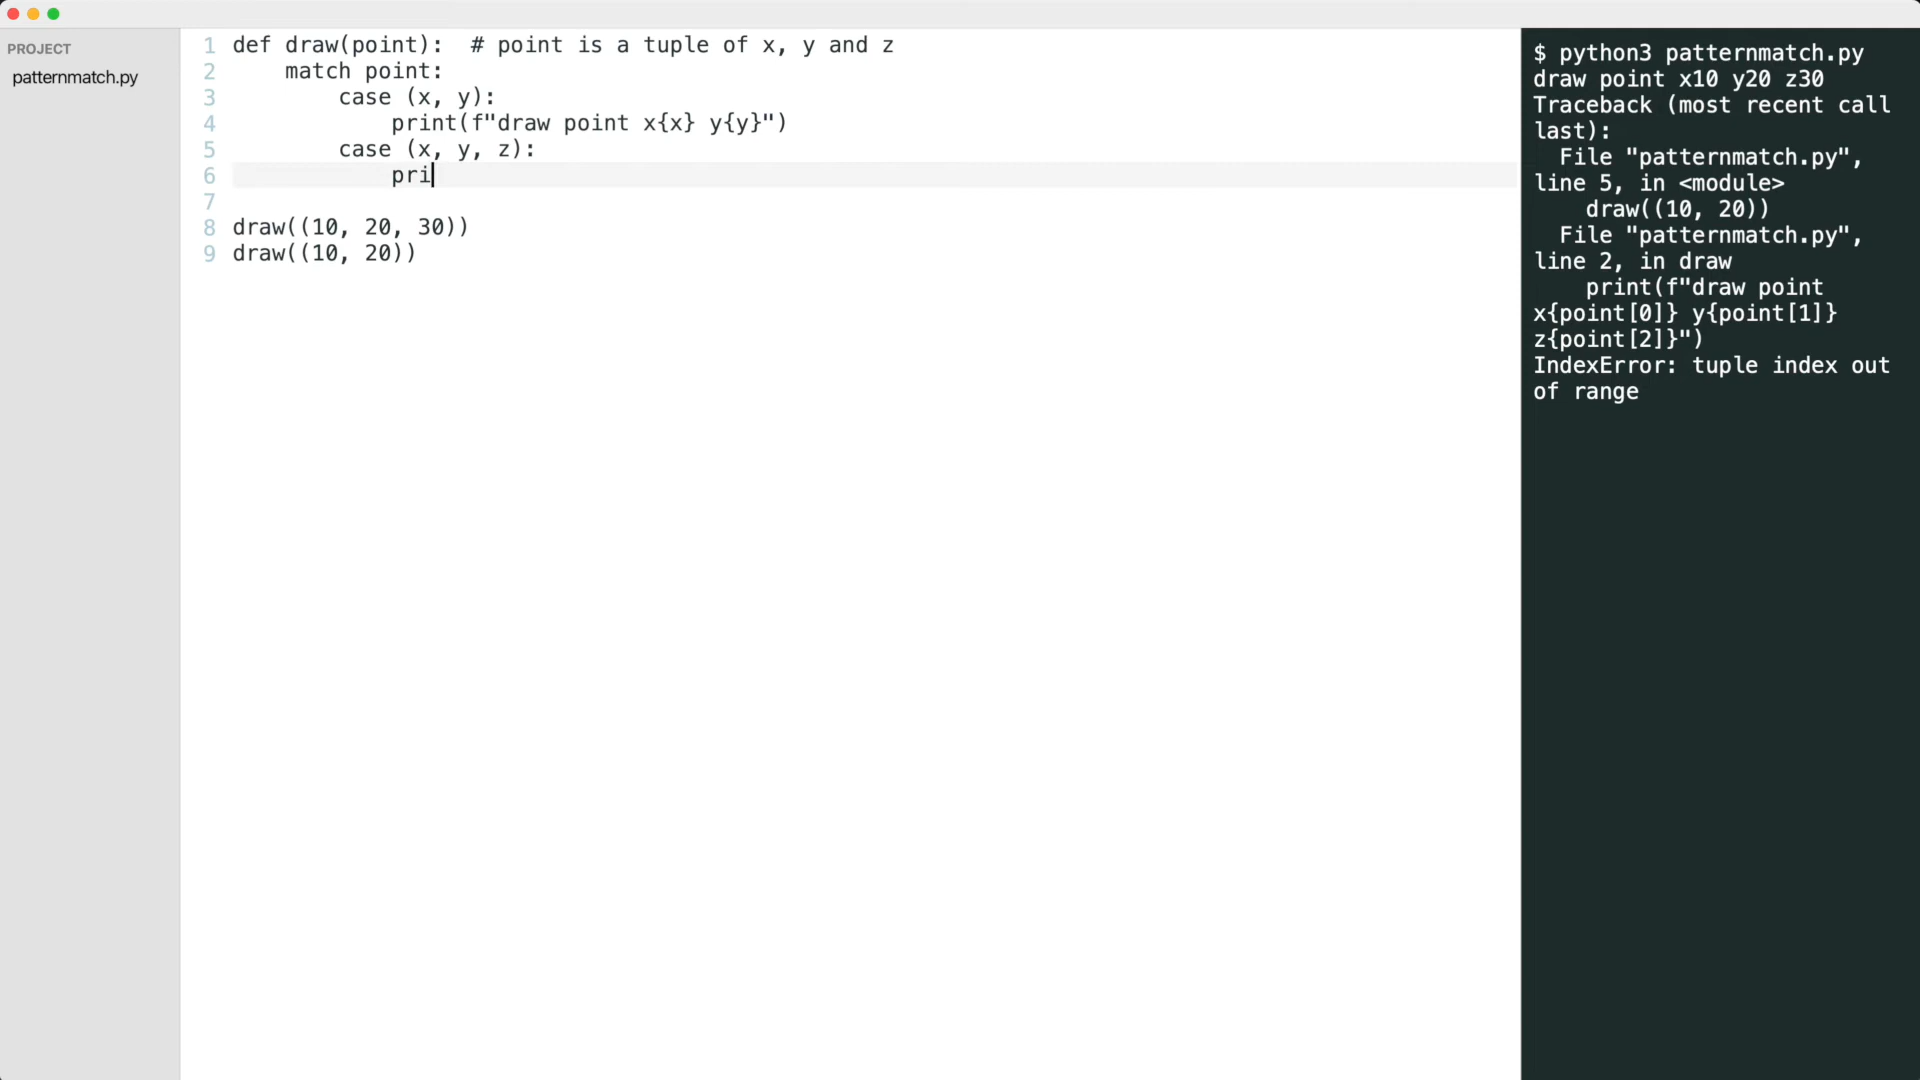 PROJECT
patternmatch.py
1 def draw(point):  # point is a tuple of x, y and z
2     match point:
3         case (x, y):
4             print(f"draw point x{x} y{y}")
5         case (x, y, z):
6             pri
7
8 draw((10, 20, 30))
9 draw((10, 20))
$ python3 patternmatch.py
draw point x10 y20 z30
Traceback (most recent call
last):
  File "patternmatch.py",
line 5, in <module>
    draw((10, 20))
  File "patternmatch.py",
line 2, in draw
    print(f"draw point
x{point[0]} y{point[1]}
z{point[2]}")
IndexError: tuple index out
of range